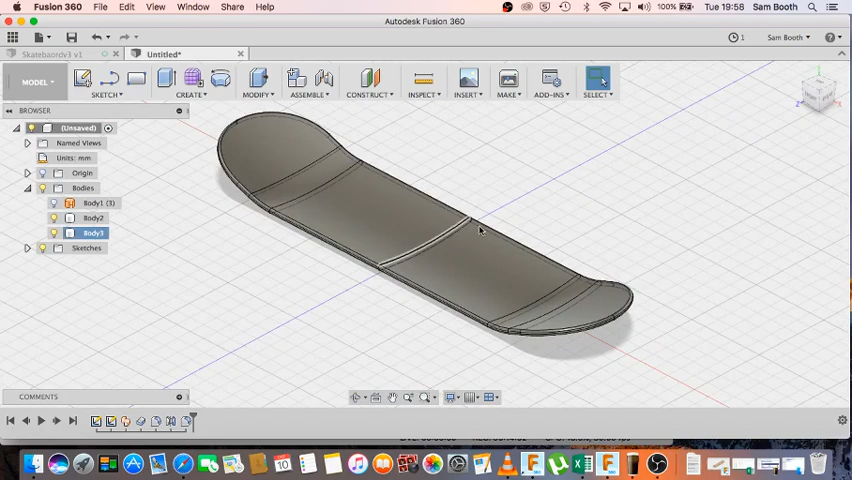 Fusion 360 File Edit View Window Share Help 100% Tue 19:58 Sam Booth
Autodesk Fusion 360
1 Sam Booth
Skatebaordv3 v1 Untitled*
MODEL SKETCH CREATE MODIFY ASSEMBLE CONSTRUCT INSPECT INSERT MAKE ADD-INS SELECT
BROWSER
(Unsaved)
Named Views
Units: mm
Origin
Bodies
Body1 (3)
Body2
Body3
Sketches
COMMENTS